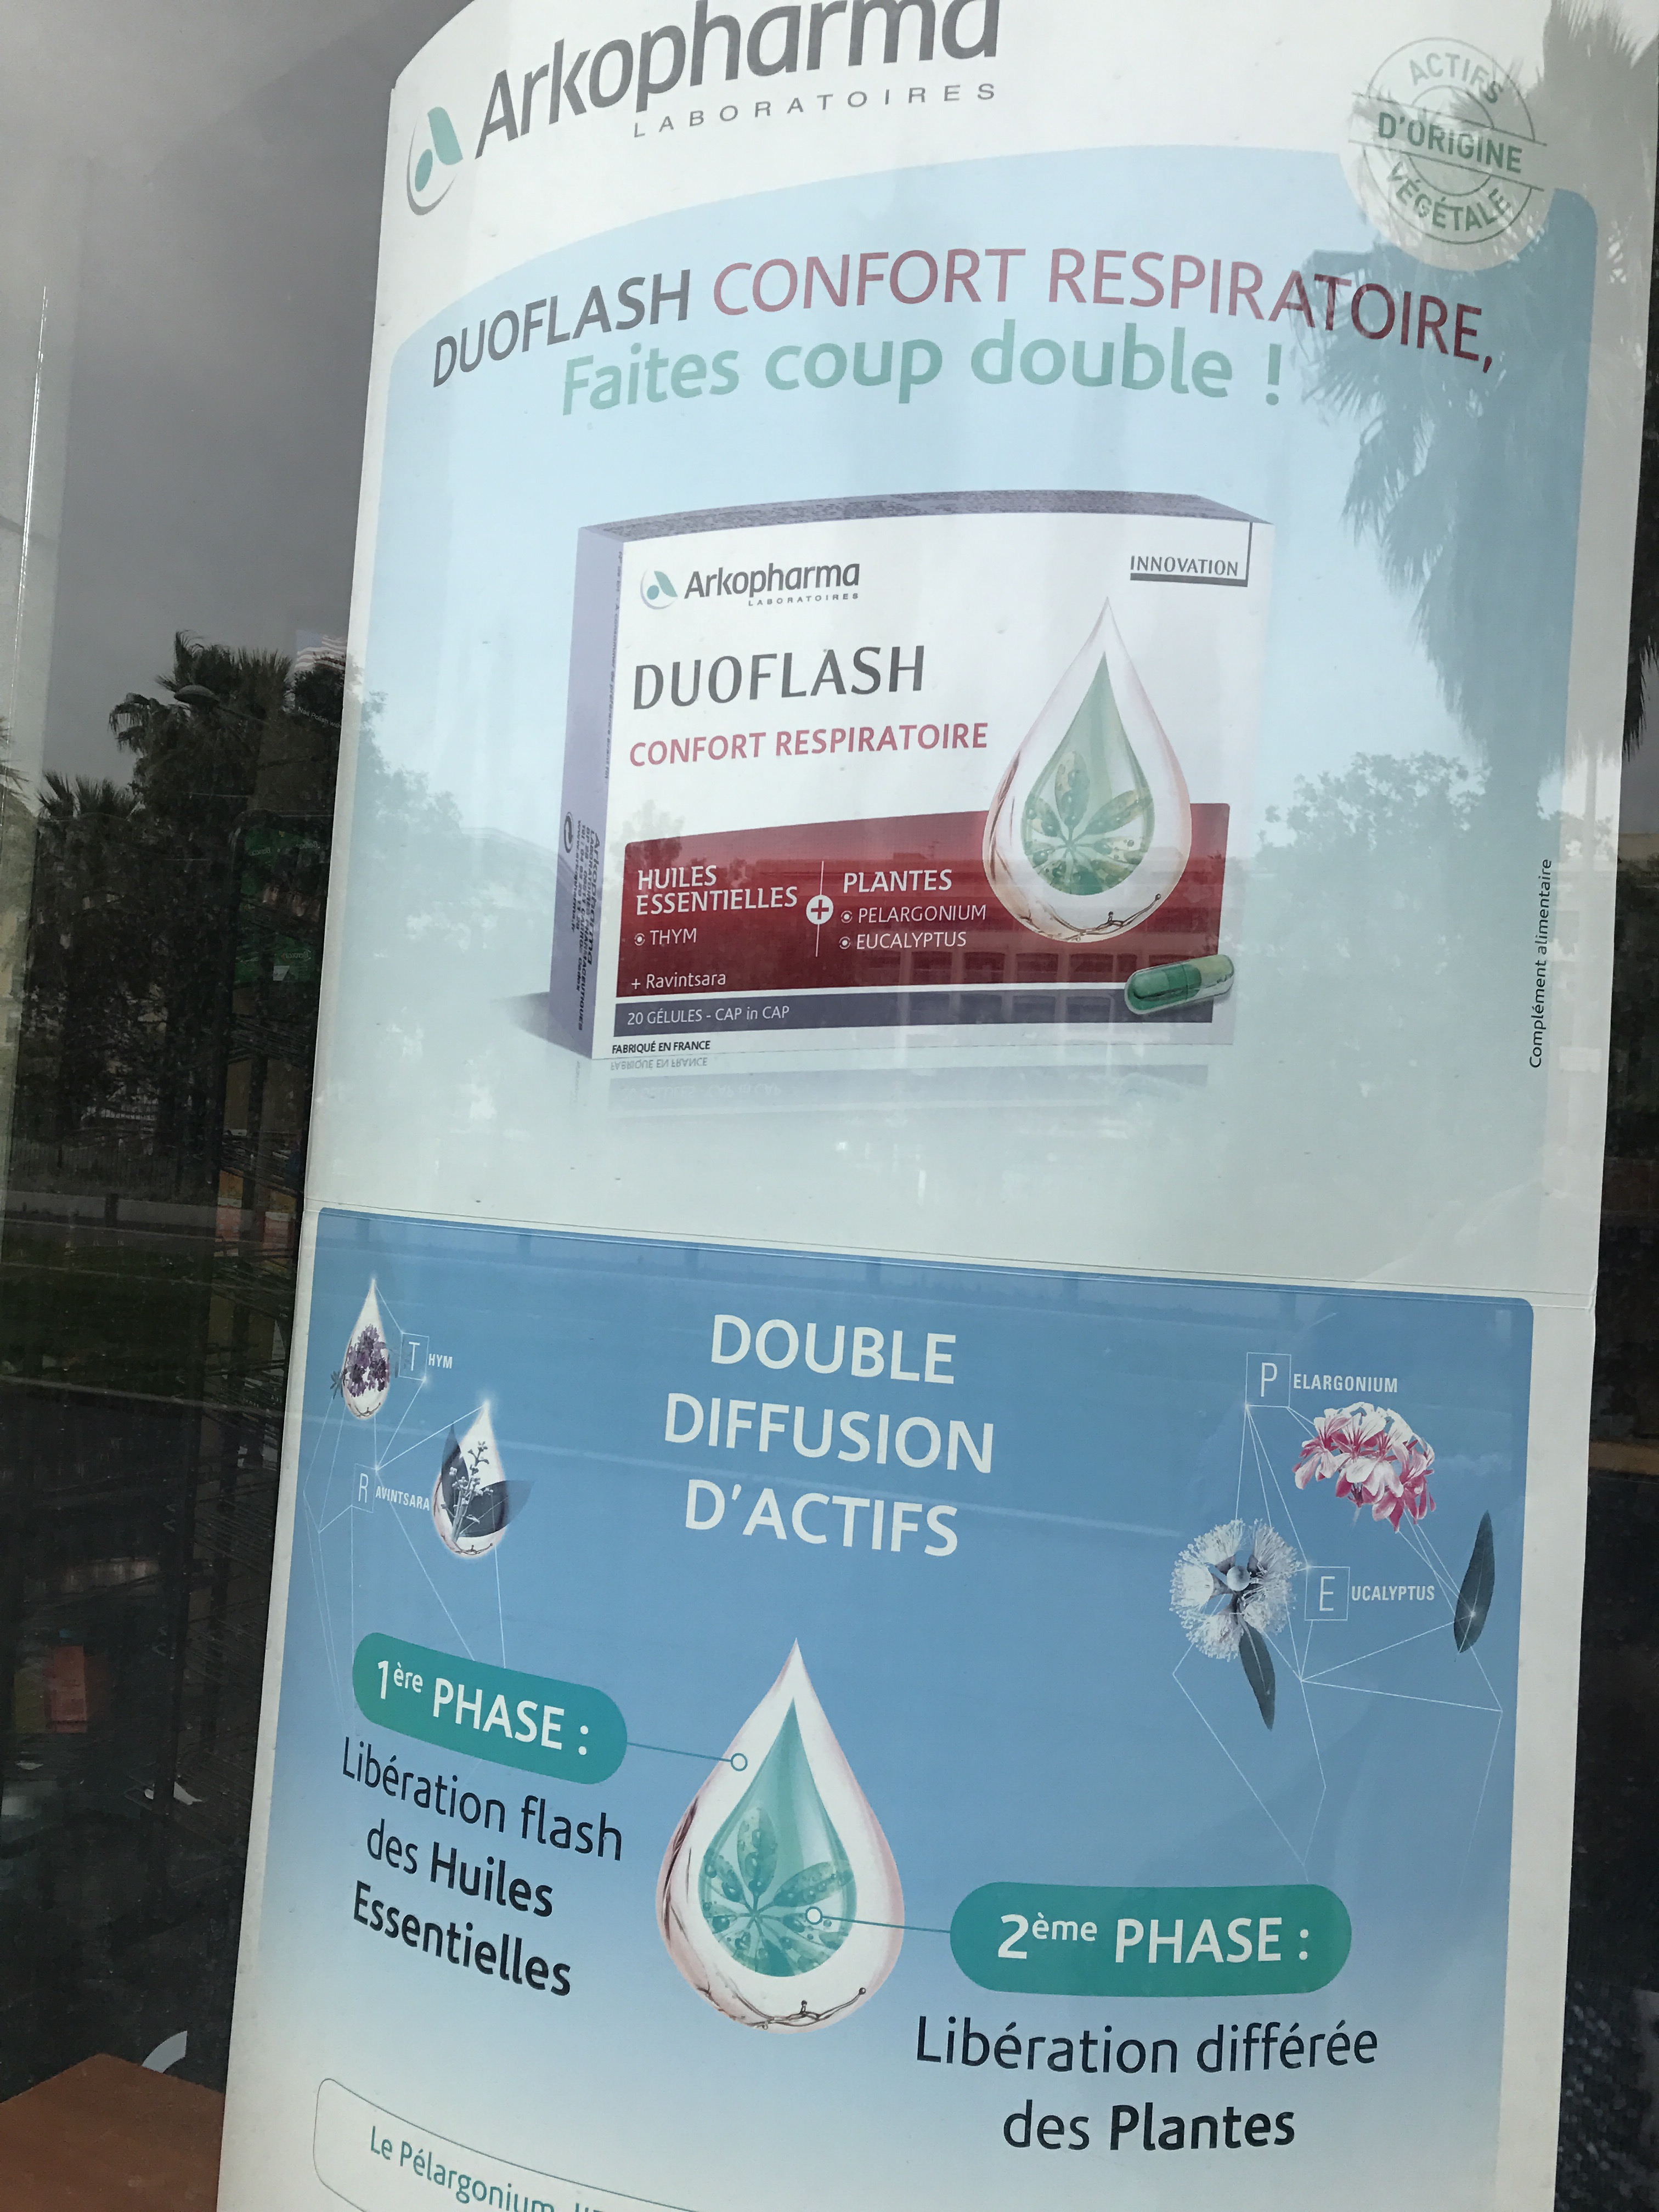 Arkopharma
LABORATOIRES
ACTIFS
D'ORIGINE
VÉGÉTALE
DUOFLASH CONFORT RESPIRATOIRE,
Faites coup double !
Arkopharma
LABORATOIRES
INNOVATION
DUOFLASH
CONFORT RESPIRATOIRE
HUILES
ESSENTIELLES
THYM
+
PLANTES
PELARGONIUM
EUCALYPTUS
+ Ravintsara
20 GÉLULES - CAP in CAP
FABRIQUÉ EN FRANCE
Complément alimentaire
DOUBLE
DIFFUSION
D'ACTIFS
THYM
RAVINTSARA
PELARGONIUM
EUCALYPTUS
1ère PHASE :
Libération flash
des Huiles
Essentielles
2ème PHASE :
Libération différée
des Plantes
Le Pélargonium